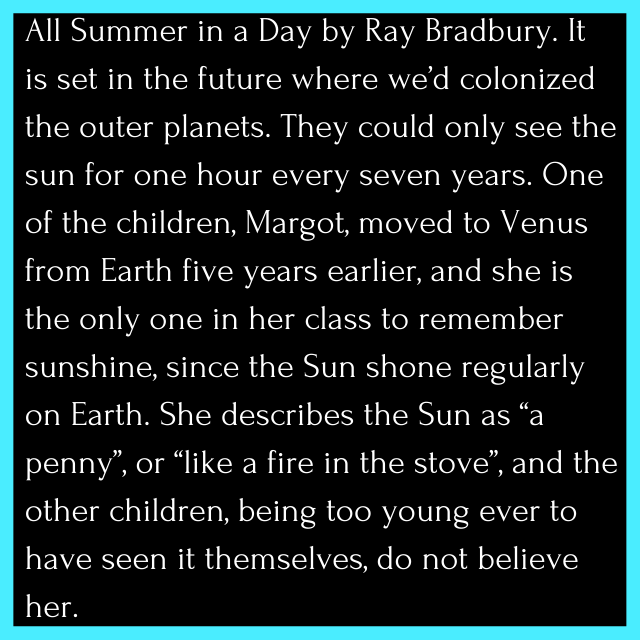 All Summer in a Day by Ray Bradbury. It
is set in the future where we’d colonized
the outer planets. They could only see the
sun for one hour every seven years. One
of the children, Margot, moved to Venus
from Earth five years earlier, and she is
the only one in her class to remember
sunshine, since the Sun shone regularly
on Earth. She describes the Sun as “a
penny”, or “like a fire in the stove”, and the
other children, being too young ever to
have seen it themselves, do not believe
her.